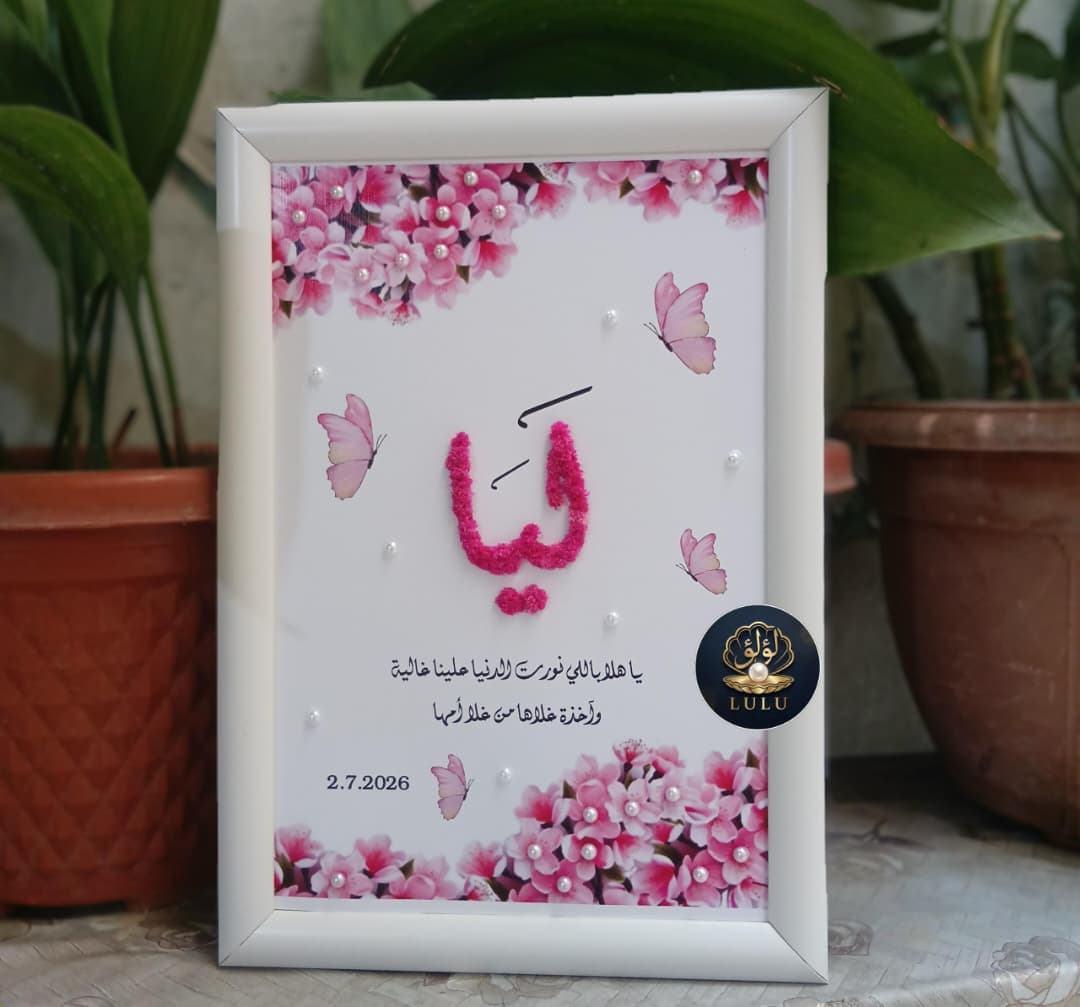 لَيَا
يا هلا باللي نورت الدنيا علينا غالية
وآخذة غلاها من غلا أمها
2.7.2026
لؤلؤ
LULU